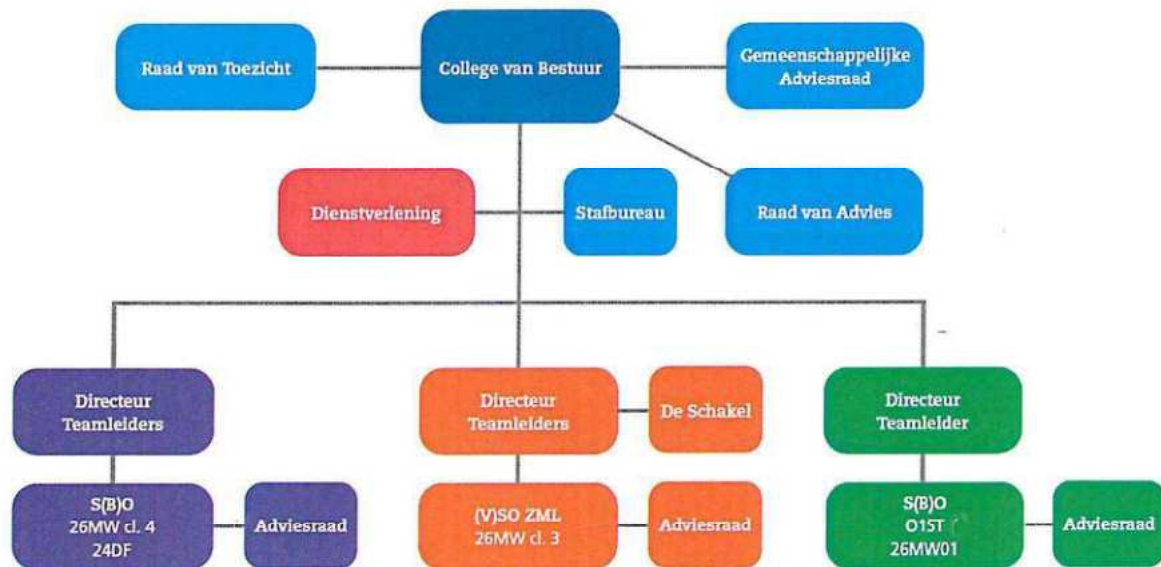 Raad van Toezicht
College van Bestuur
Gemeenschappelijke
Adviesraad
Dienstverlening
Stafbureau
Raad van Advies
Directeur
Teamleiders
Directeur
Teamleiders
De Schakel
Directeur
Teamleider
S(B)O
26MW cl. 4
24DF
Adviesraad
(V)SO ZML
26MW cl. 3
Adviesraad
S(B)O
O1ST
26MW01
Adviesraad